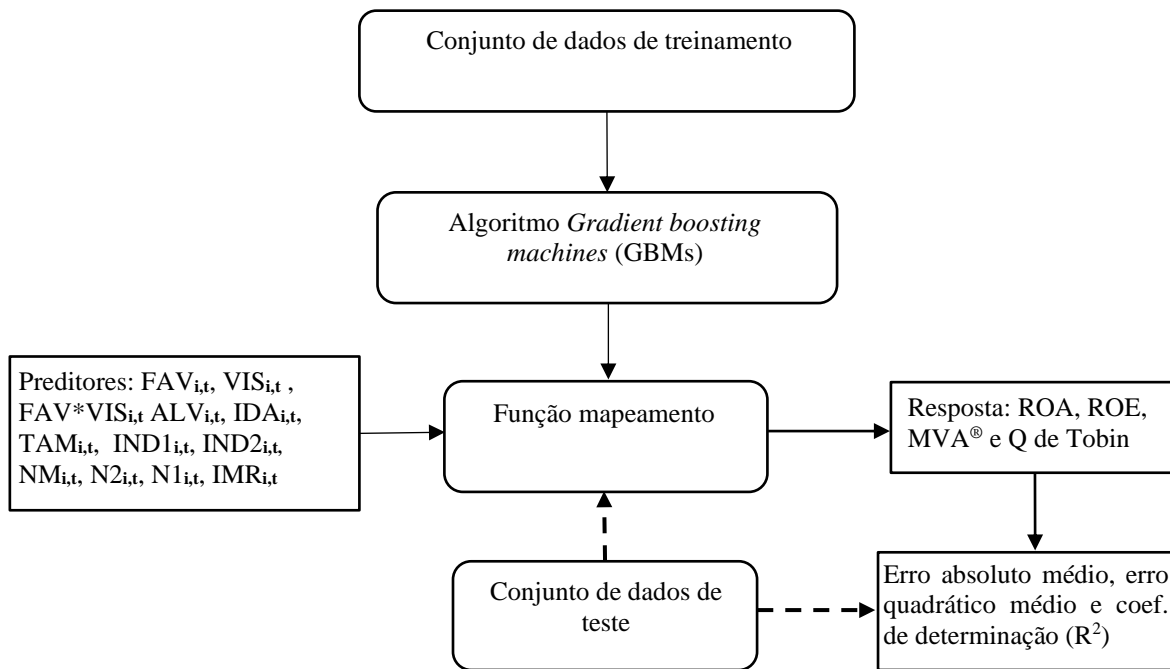 Conjunto de dados de treinamento
Algoritmo Gradient boosting
machines (GBMs)
Preditores: FAVi,t, VISi,t ,
FAV*VISi,t ALVi,t, IDAi,t,
TAMi,t, IND1i,t, IND2i,t,
NMi,t, N2i,t, N1i,t, IMRi,t
Função mapeamento
Resposta: ROA, ROE,
MVA® e Q de Tobin
Conjunto de dados de
teste
Erro absoluto médio, erro
quadrático médio e coef.
de determinação (R²)